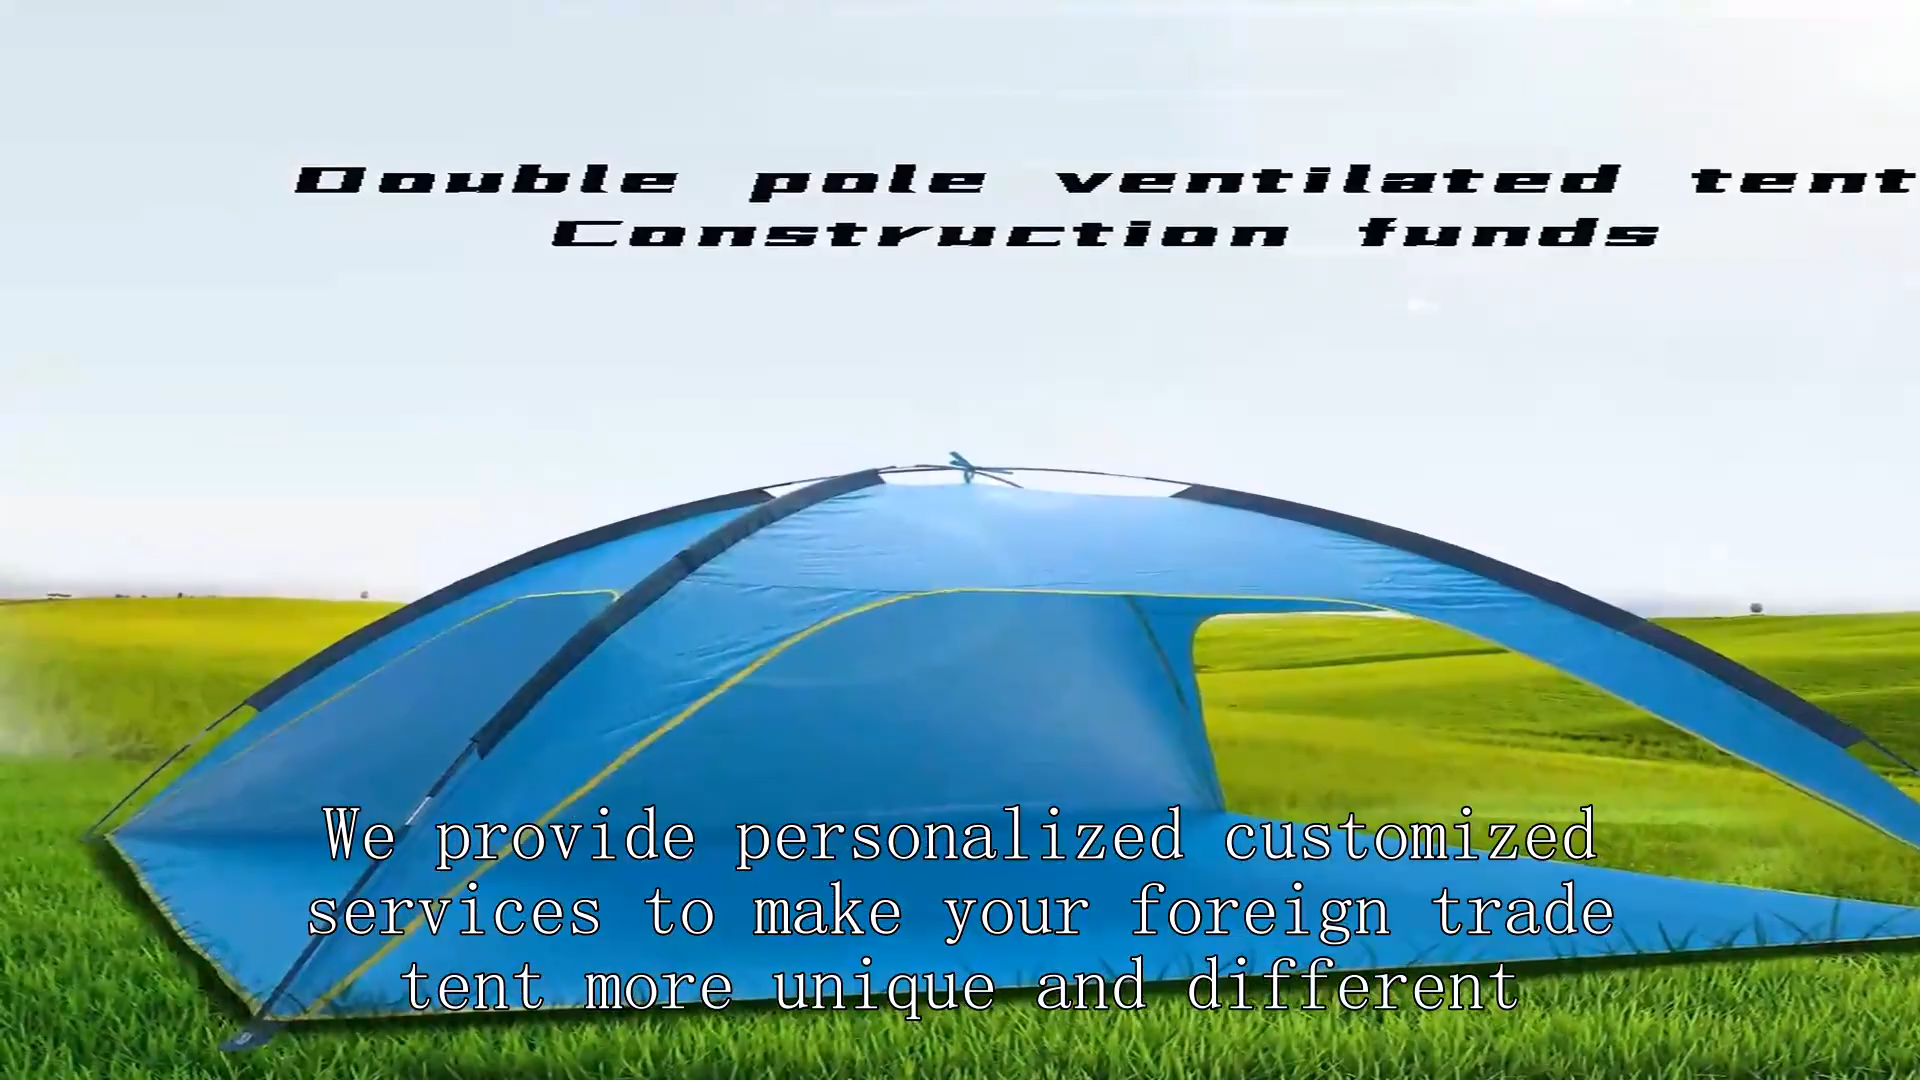 Double pole ventilated tent
Construction funds
We provide personalized customized
services to make your foreign trade
tent more unique and different